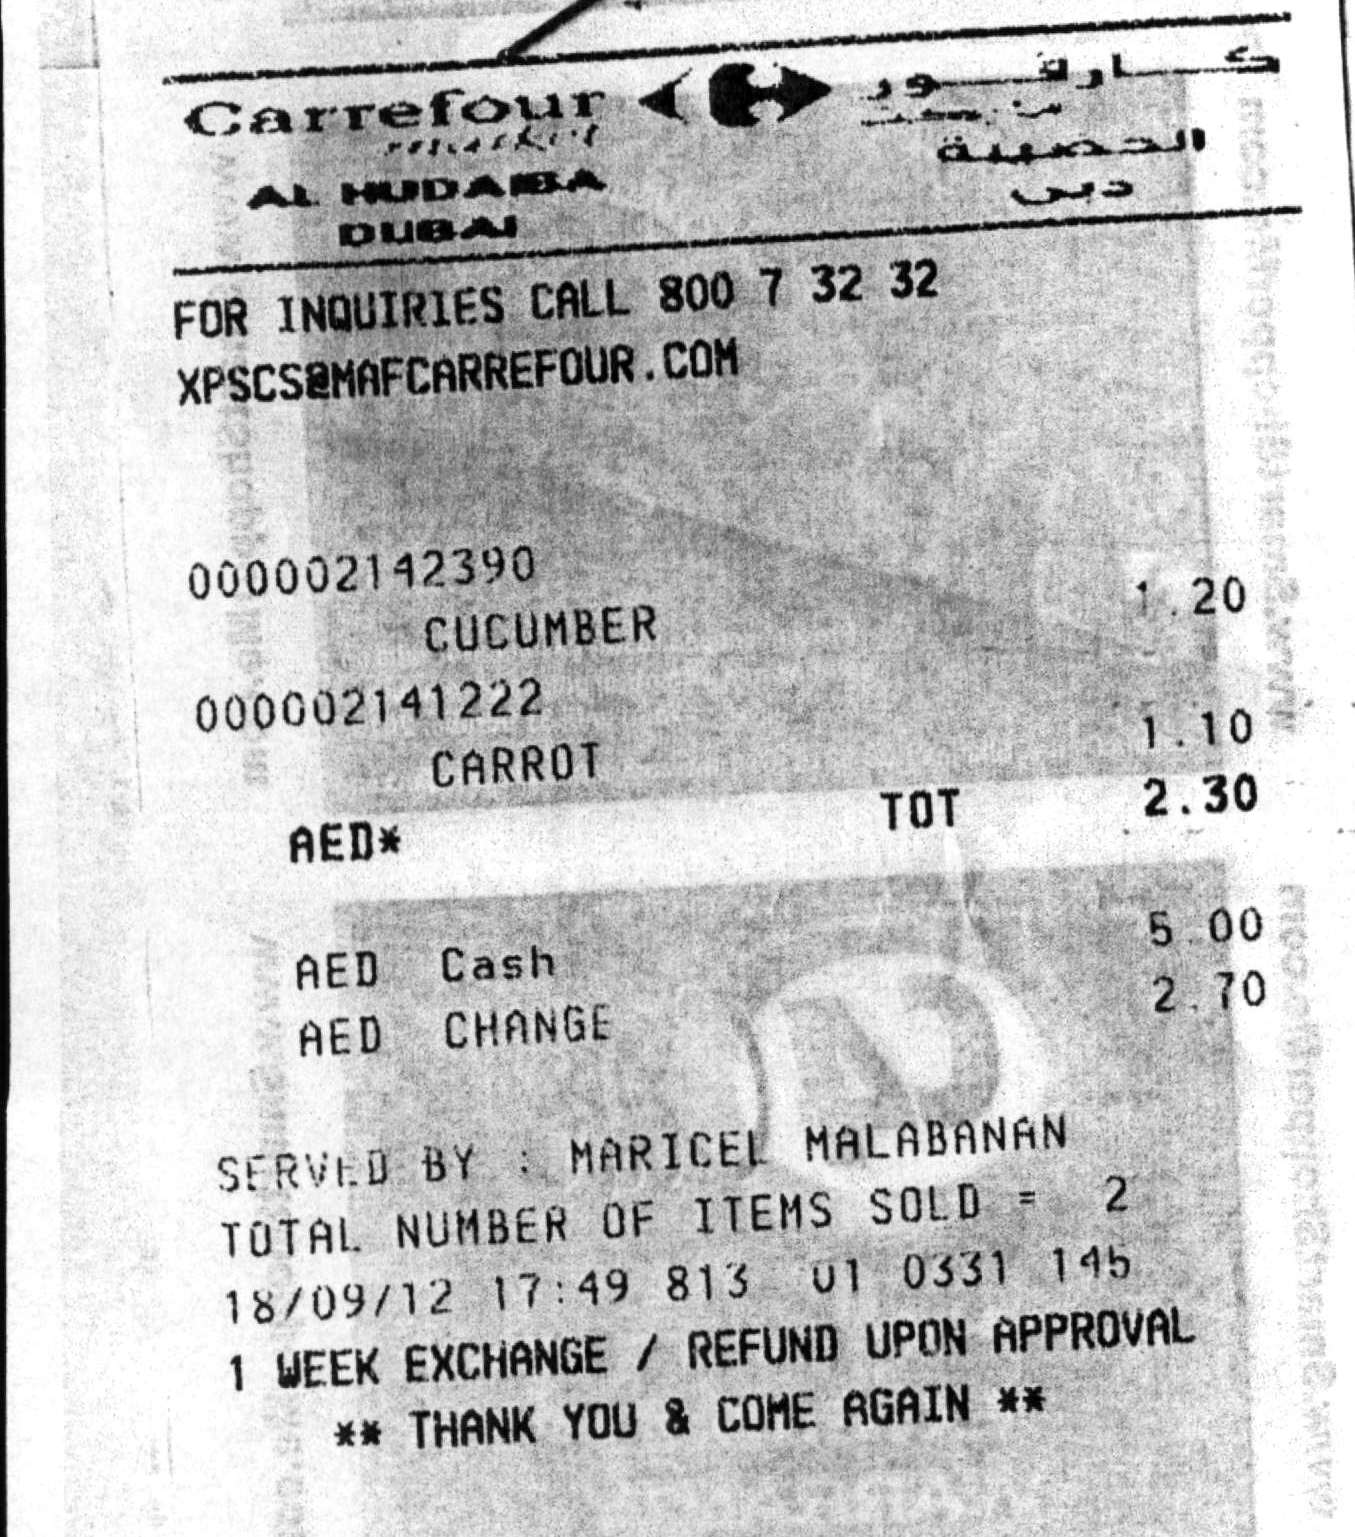 Carrefour كارفور
market ماركت
AL HUDAIBA الحضيبة
DUBAI دبي
FOR INQUIRIES CALL 800 7 32 32
XPSCS@MAFCARREFOUR.COM
000002142390
CUCUMBER 1.20
000002141222
CARROT 1.10
AED* TOT 2.30
AED Cash 5.00
AED CHANGE 2.70
SERVED BY : MARICEL MALABANAN
TOTAL NUMBER OF ITEMS SOLD = 2
18/09/12 17:49 813 01 0331 145
1 WEEK EXCHANGE / REFUND UPON APPROVAL
** THANK YOU & COME AGAIN **